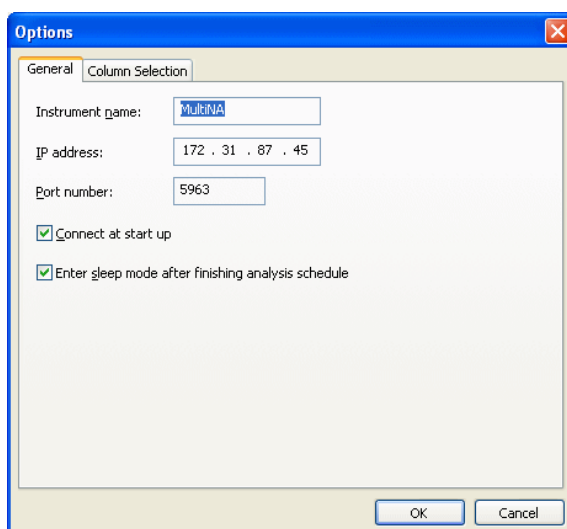 Options
General Column Selection
Instrument name: MultiNA
IP address: 172 . 31 . 87 . 45
Port number: 5963
Connect at start up
Enter sleep mode after finishing analysis schedule
OK Cancel